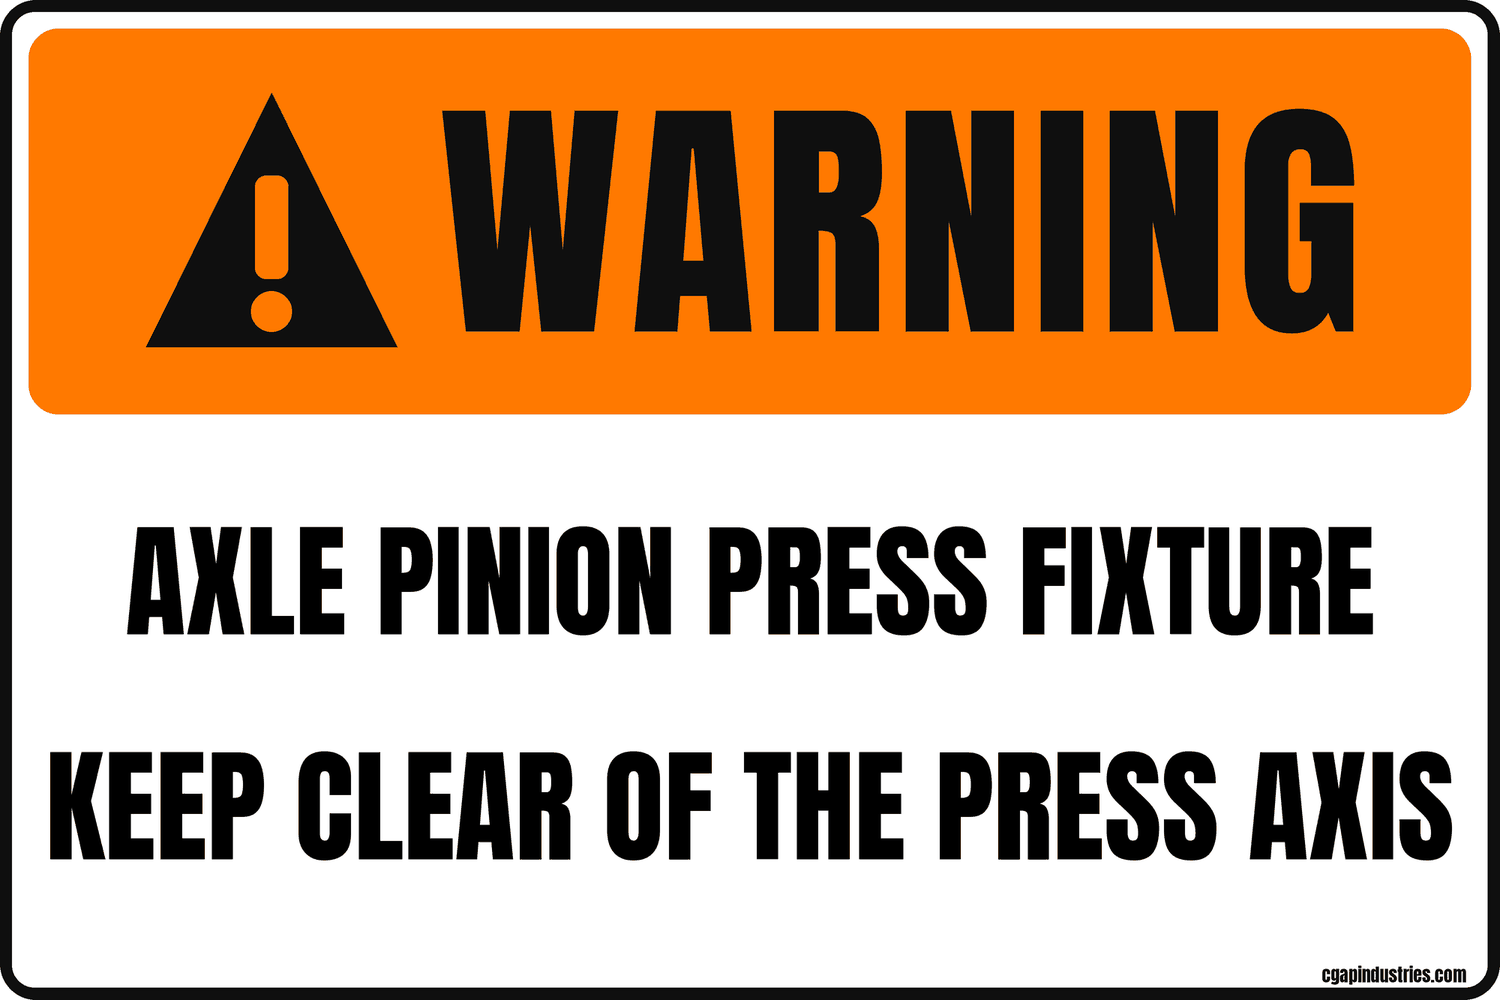 WARNING
AXLE PINION PRESS FIXTURE
KEEP CLEAR OF THE PRESS AXIS
cgapindustries.com